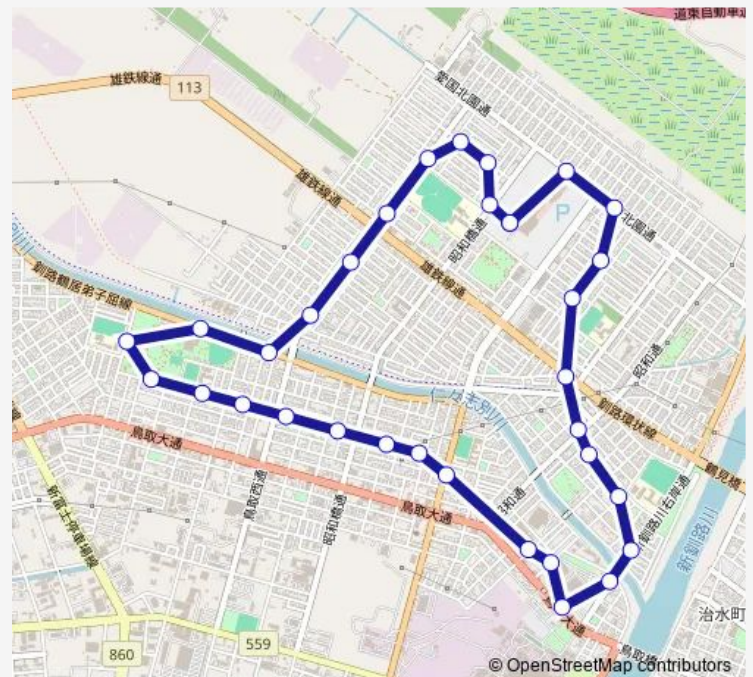 道東自動車道
雄鉄線通
113
愛国北園通
雄鉄線通
昭和橋通
P
北園通
雄鉄線通
釧路鶴居弟子屈線
昭和通
仁々志別川
釧路環状線
鶴見橋
鳥取大通
鳥取西通
昭和橋通
鳥取大通
釧路川右岸通
新釧路川
新富士停車場線
治水町
大通
鳥取橋
559
860
© OpenStreetMap contributors